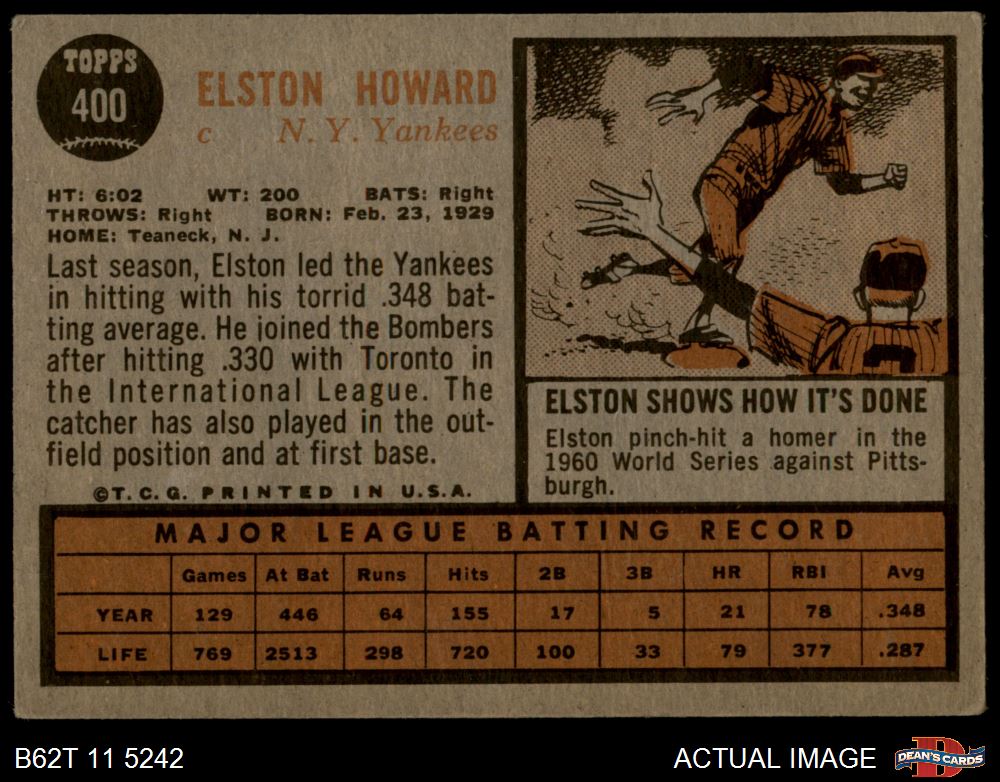 TOPPS
400
ELSTON HOWARD
c N. Y. Yankees
HT: 6:02 WT: 200 BATS: Right
THROWS: Right BORN: Feb. 23, 1929
HOME: Teaneck, N. J.
Last season, Elston led the Yankees
in hitting with his torrid .348 bat-
ting average. He joined the Bombers
after hitting .330 with Toronto in
the International League. The
catcher has also played in the out-
field position and at first base.
©T. C. G. PRINTED IN U.S.A.
ELSTON SHOWS HOW IT'S DONE
Elston pinch-hit a homer in the
1960 World Series against Pitts-
burgh.
MAJOR LEAGUE BATTING RECORD
Games At Bat Runs Hits 2B 3B HR RBI Avg
YEAR 129 446 64 155 17 5 21 78 .348
LIFE 769 2513 298 720 100 33 79 377 .287
B62T 11 5242
ACTUAL IMAGE
D
DEAN'S CARDS